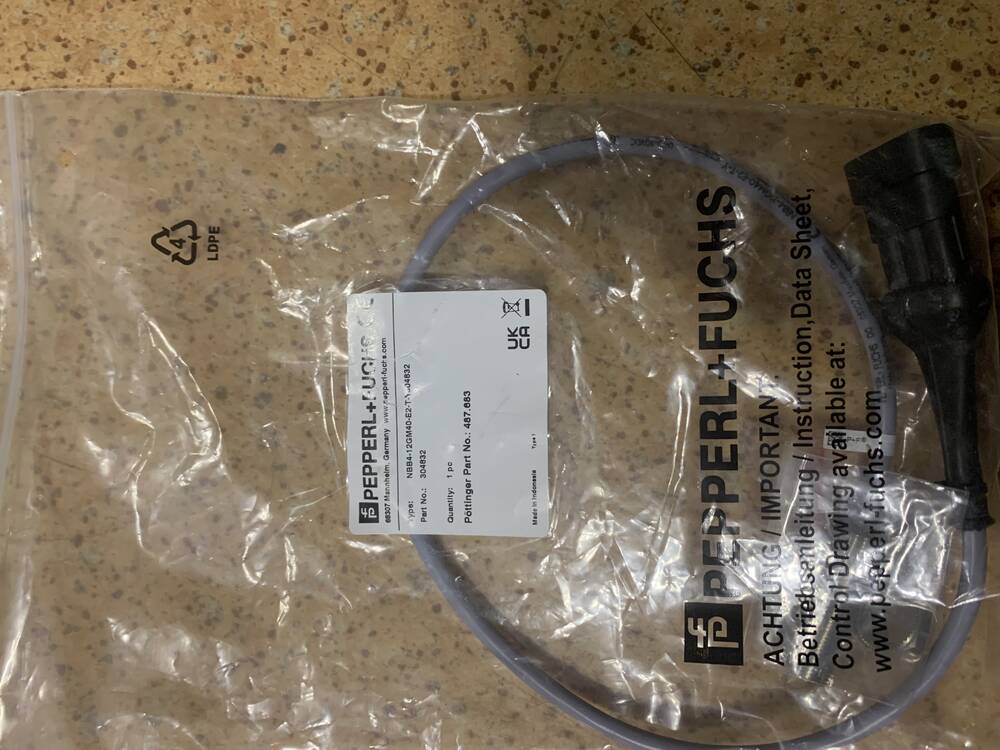 PEPPERL+FUCHS CE
68307 Mannheim, Germany www.pepperl-fuchs.com
Type: NBB4-12GM40-E2-T-
Part No.: 304832
Quantity: 1 pc
Pöttinger Part No.: 487.683
Made in Indonesia
UK
CA
4
LDPE
PEPPERL+FUCHS
ACHTUNG / IMPORTANT:
Betriebsanleitung / Instruction, Data Sheet,
Control Drawing available at:
www.pepperl-fuchs.com